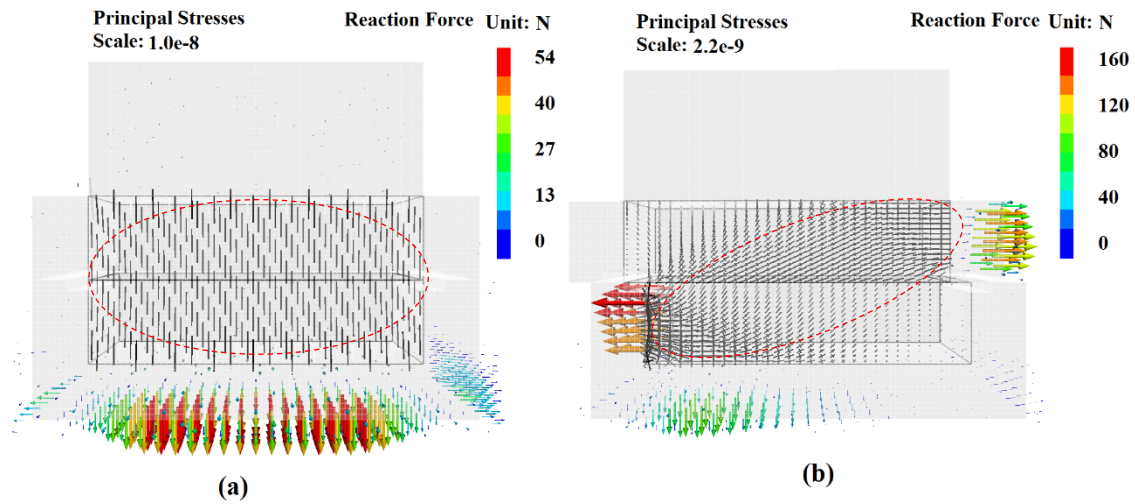 Principal Stresses
Scale: 1.0e-8
Reaction Force
Unit: N
54
40
27
13
0
(a)
Principal Stresses
Scale: 2.2e-9
Reaction Force
Unit: N
160
120
80
40
0
(b)